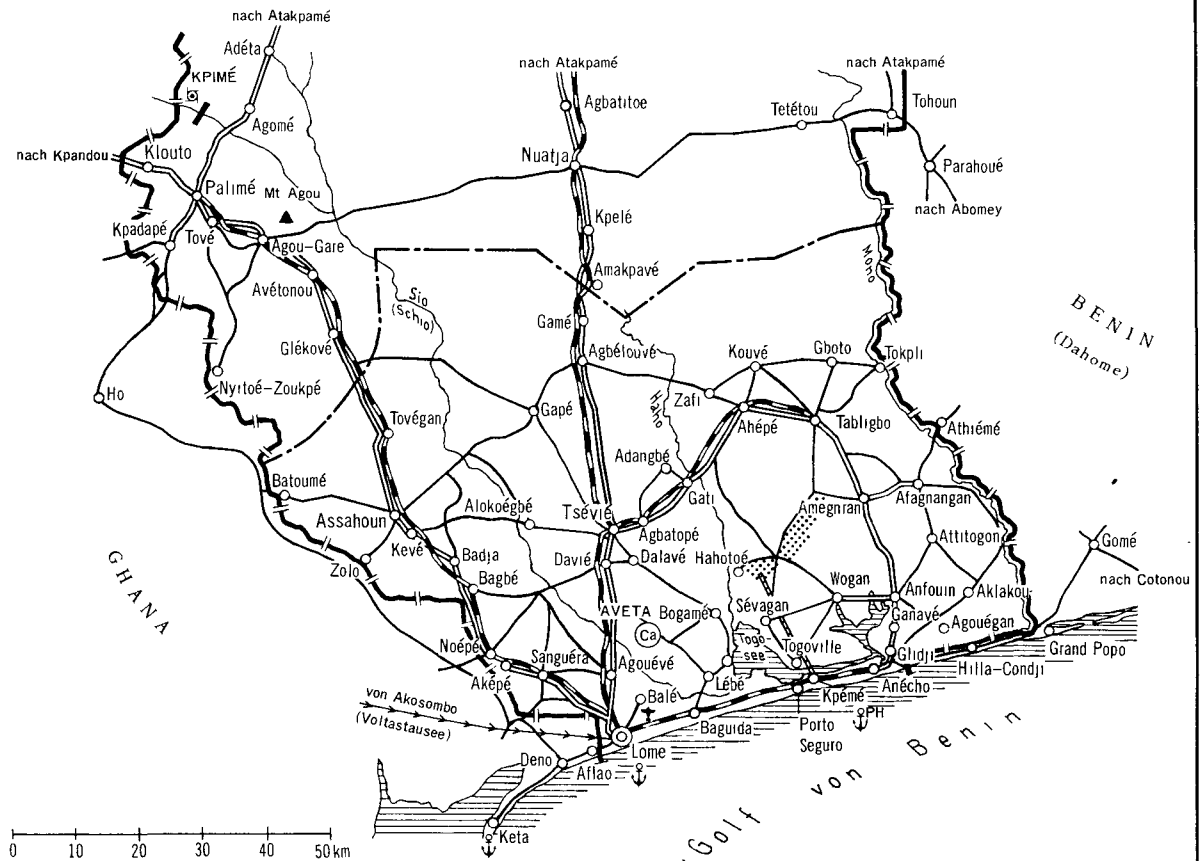 nach Atakpamé
Adéta
KPIMÉ
Agomé
nach Kpandou
Klouto
Palimé
Mt Agou
Kpadapé
Tové
Agou-Gare
Avétonou
Sio
(Schio)
Glékové
Nyitoé-Zoukpé
Ho
Tovégan
Batoumé
Assahoun
Kevé
Zolo
Badja
Bagbé
Alokoégbé
Noépé
Aképé
Sanguéra
GHANA
von Akosombo
(Voltastausee)
Deno
Aflao
Keta
0 10 20 30 40 50 km
nach Atakpamé
Agbatitoe
Nuatja
Kpelé
Amakpavé
Gamé
Agbélouvé
Gapé
Tsévié
Davié
Dalavé
AVETA
Ca
Agouévé
Bogamé
Balé
Lébé
Lome
Baguida
Tetétou
nach Atakpamé
Tohoun
Parahoué
nach Abomey
Mono
BENIN
(Dahome)
Kouvé
Gboto
Tokpli
Zafi
Haho
Ahépé
Tabligbo
Athiémé
Adangbé
Gati
Agbatopé
Amegnran
Afagnangan
Attitogon
Hahotoé
Wogan
Anfouin
Aklakou
Gomé
nach Cotonou
Sévagan
Ganavé
Agouégan
Togo-
see
Togoville
Glidji
Hilla-Condji
Grand Popo
Kpémé
Anécho
Porto
Seguro
PH
Golf von Benin